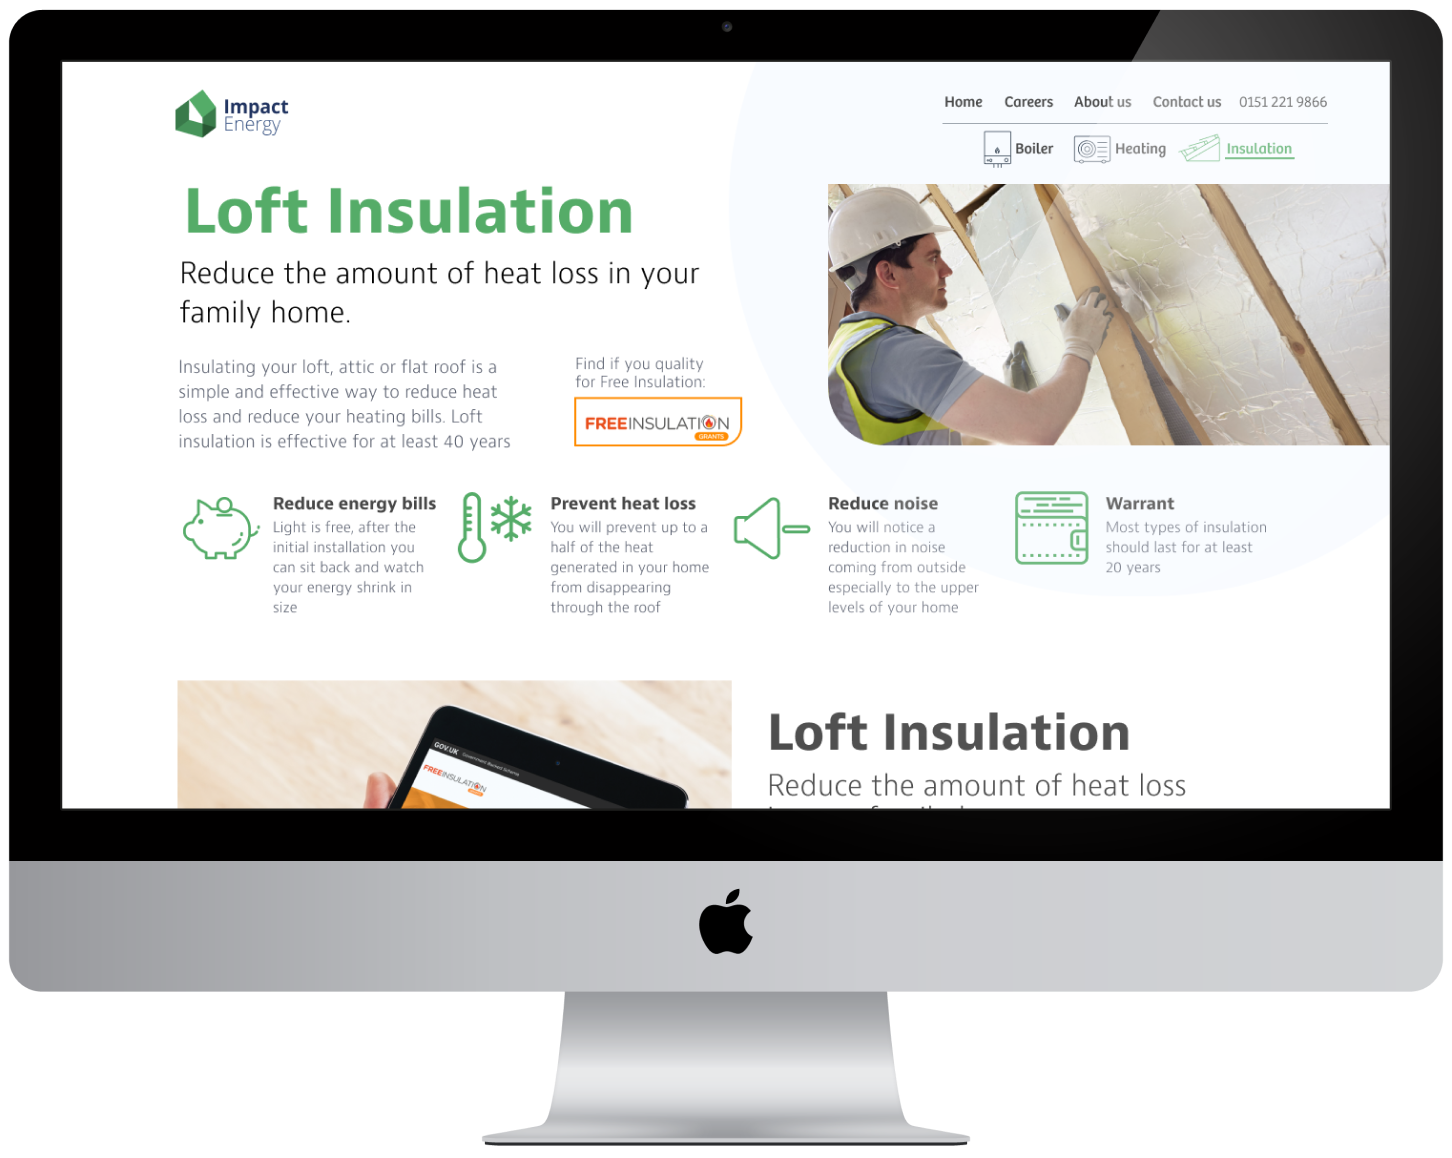 Impact
Energy
Home Careers About us Contact us 0151 221 9866
Boiler Heating Insulation
Loft Insulation
Reduce the amount of heat loss in your
family home.
Insulating your loft, attic or flat roof is a
simple and effective way to reduce heat
loss and reduce your heating bills. Loft
insulation is effective for at least 40 years
Find if you quality
for Free Insulation:
FREEINSULATION
GRANTS
Reduce energy bills
Light is free, after the
initial installation you
can sit back and watch
your energy shrink in
size
Prevent heat loss
You will prevent up to a
half of the heat
generated in your home
from disappearing
through the roof
Reduce noise
You will notice a
reduction in noise
coming from outside
especially to the upper
levels of your home
Warrant
Most types of insulation
should last for at least
20 years
GOV.UK Government Backed Scheme
FREEINSULATION
GRANTS
Loft Insulation
Reduce the amount of heat loss